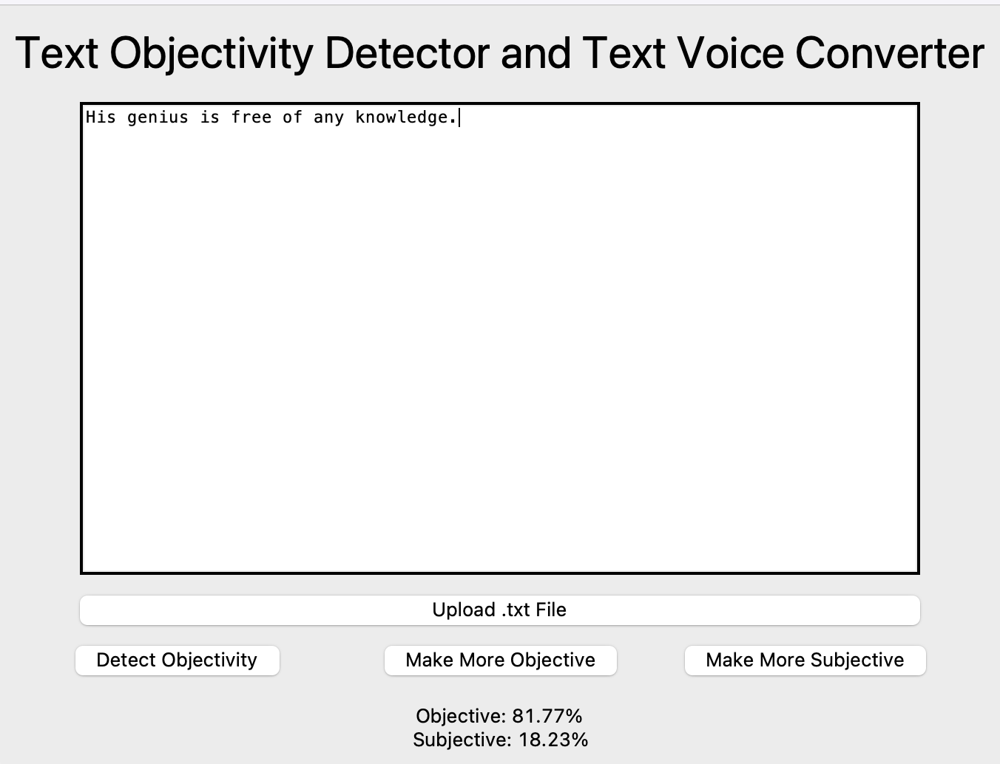 Text Objectivity Detector and Text Voice Converter
His genius is free of any knowledge.
Upload .txt File
Detect Objectivity
Make More Objective
Make More Subjective
Objective: 81.77%
Subjective: 18.23%